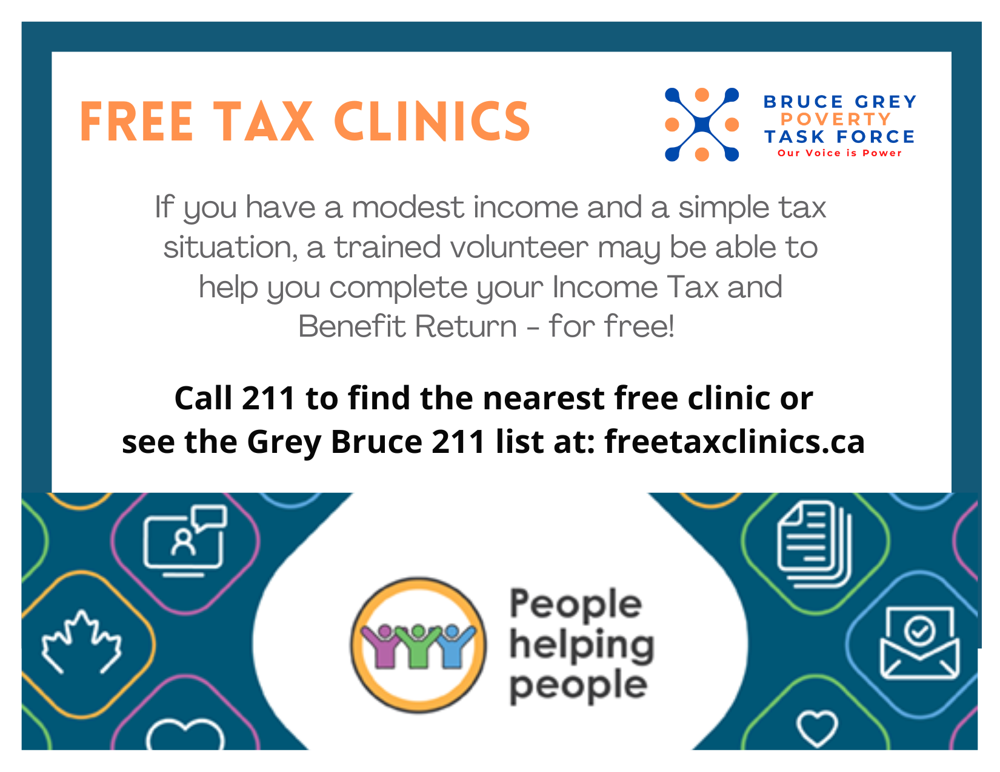 FREE TAX CLINICS
BRUCE GREY
POVERTY
TASK FORCE
Our Voice is Power
If you have a modest income and a simple tax
situation, a trained volunteer may be able to
help you complete your Income Tax and
Benefit Return - for free!
Call 211 to find the nearest free clinic or
see the Grey Bruce 211 list at: freetaxclinics.ca
People
helping
people